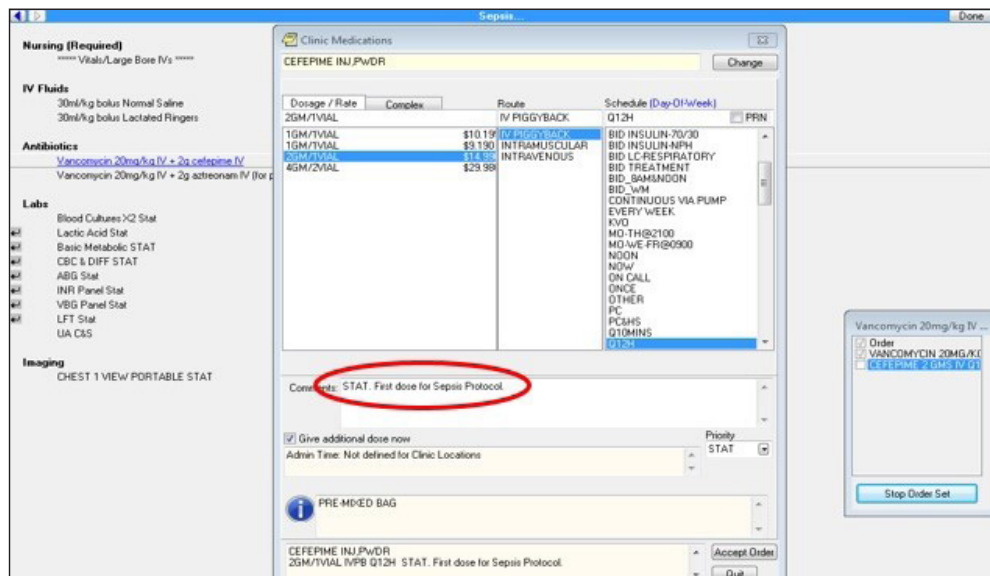 Sepsis...
Done
Nursing (Required)
***** Vitals/Large Bore IVs *****
IV Fluids
30ml/kg bolus Normal Saline
30ml/kg bolus Lactated Ringers
Antibiotics
Vancomycin 20mg/kg IV + 2g cefepime IV
Vancomycin 20mg/kg IV + 2g aztreonam IV (for p
Labs
Blood Cultures X2 Stat
Lactic Acid Stat
Basic Metabolic STAT
CBC & DIFF STAT
ABG Stat
INR Panel Stat
VBG Panel Stat
LFT Stat
UA C&S
Imaging
CHEST 1 VIEW PORTABLE STAT
Clinic Medications
CEFEPIME INJ,PWDR
Change
Dosage / Rate
Complex
Route
Schedule (Day-Of-Week)
2GM/1VIAL
IV PIGGYBACK
Q12H
PRN
1GM/1VIAL $10.19
1GM/1VIAL $9.190
2GM/1VIAL $14.99
4GM/2VIAL $29.98
IV PIGGYBACK
INTRAMUSCULAR
INTRAVENOUS
BID INSULIN-70/30
BID INSULIN-NPH
BID LC-RESPIRATORY
BID TREATMENT
BID_8AM&NOON
BID_WM
CONTINUOUS VIA PUMP
EVERY WEEK
KVO
MO-TH@2100
MO-WE-FR@0900
NOON
NOW
ON CALL
ONCE
OTHER
PC
PC&HS
Q10MINS
Q12H
Comments: STAT. First dose for Sepsis Protocol.
Give additional dose now
Priority
STAT
Admin Time: Not defined for Clinic Locations
PRE-MIXED BAG
CEFEPIME INJ,PWDR
2GM/1VIAL IVPB Q12H STAT. First dose for Sepsis Protocol.
Accept Order
Quit
Vancomycin 20mg/kg IV ...
Order
VANCOMYCIN 20MG/KG
CEFEPIME 2 GMS IV Q1
Stop Order Set